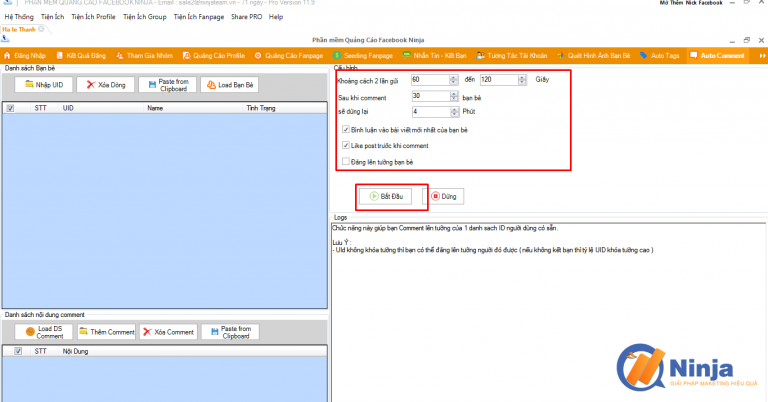 PHẦN MỀM QUẢNG CÁO FACEBOOK NINJA - Email : sale2@ninjateam.vn - 71 ngày - Pro Version 11.9
Mở Thêm Nick Facebook
Hệ Thống Tiện Ích Tiện Ích Profile Tiện Ích Group Tiện Ích Fanpage Share PRO Help
Ha le Thanh
Phần mềm Quảng Cáo Facebook Ninja
Đăng Nhập Kết Quả Đăng Tham Gia Nhóm Quảng Cáo Profile Quảng Cáo Fanpage Seeding Fanpage Nhắn Tin - Kết Bạn Tương Tác Tài Khoản Quét Hình Ảnh Bạn Bè Auto Tags Auto Comment
Danh sách Bạn bè
Nhập UID Xóa Dòng Paste from Clipboard Load Bạn Bè
STT UID Name Tình Trạng
Cấu hình
Khoảng cách 2 lần gửi 60 đến 120 Giây
Sau khi comment 30 bạn bè
sẽ dừng lại 4 Phút
Bình luận vào bài viết mới nhất của bạn bè
Like post trước khi comment
Đăng lên tường bạn bè
Bắt Đầu Dừng
Logs
Chức năng này giúp bạn Comment lên tường của 1 danh sach ID người dùng có sẵn.
Lưu Ý :
- UId không khóa tường thì bạn có thể đăng lên tường người đó được ( nếu không kết bạn thì tỷ lệ UID khóa tường cao )
Danh sách nội dung comment
Load DS Comment Thêm Comment Xóa Comment Paste from Clipboard
STT Nội Dung
Ninja
GIẢI PHÁP MAKETING HIỆU QUẢ